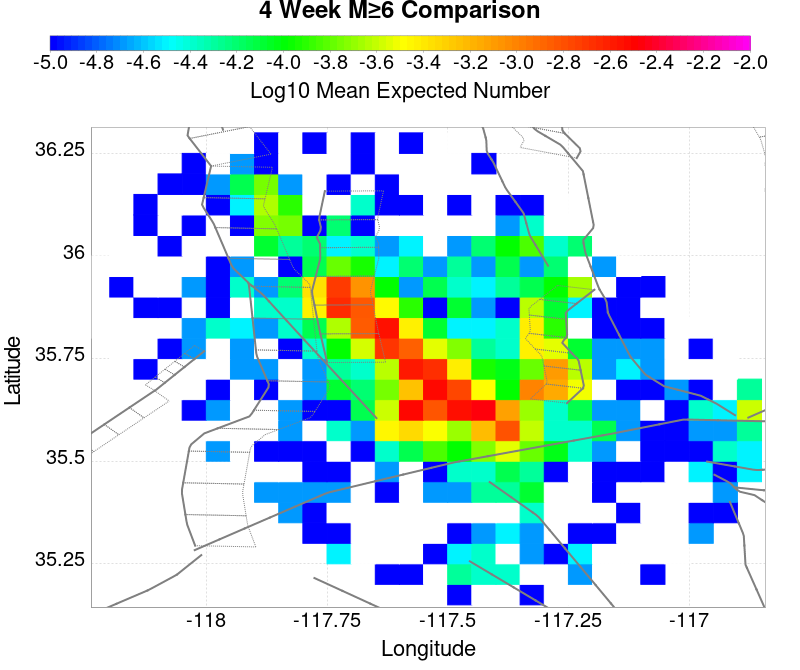 4 Week M≥6 Comparison
-5.0 -4.8 -4.6 -4.4 -4.2 -4.0 -3.8 -3.6 -3.4 -3.2 -3.0 -2.8 -2.6 -2.4 -2.2 -2.0
Log10 Mean Expected Number
36.25
36
35.75
35.5
35.25
Latitude
-118 -117.75 -117.5 -117.25 -117
Longitude